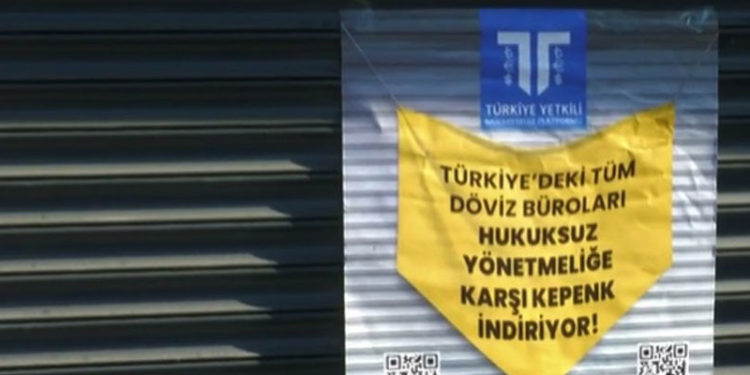 TÜRKİYE YETKİLİ
TÜRKİYE'DEKİ TÜM
DÖVİZ BÜROLARI
HUKUKSUZ
YÖNETMELİĞE
KARŞI KEPENK
İNDİRİYOR!